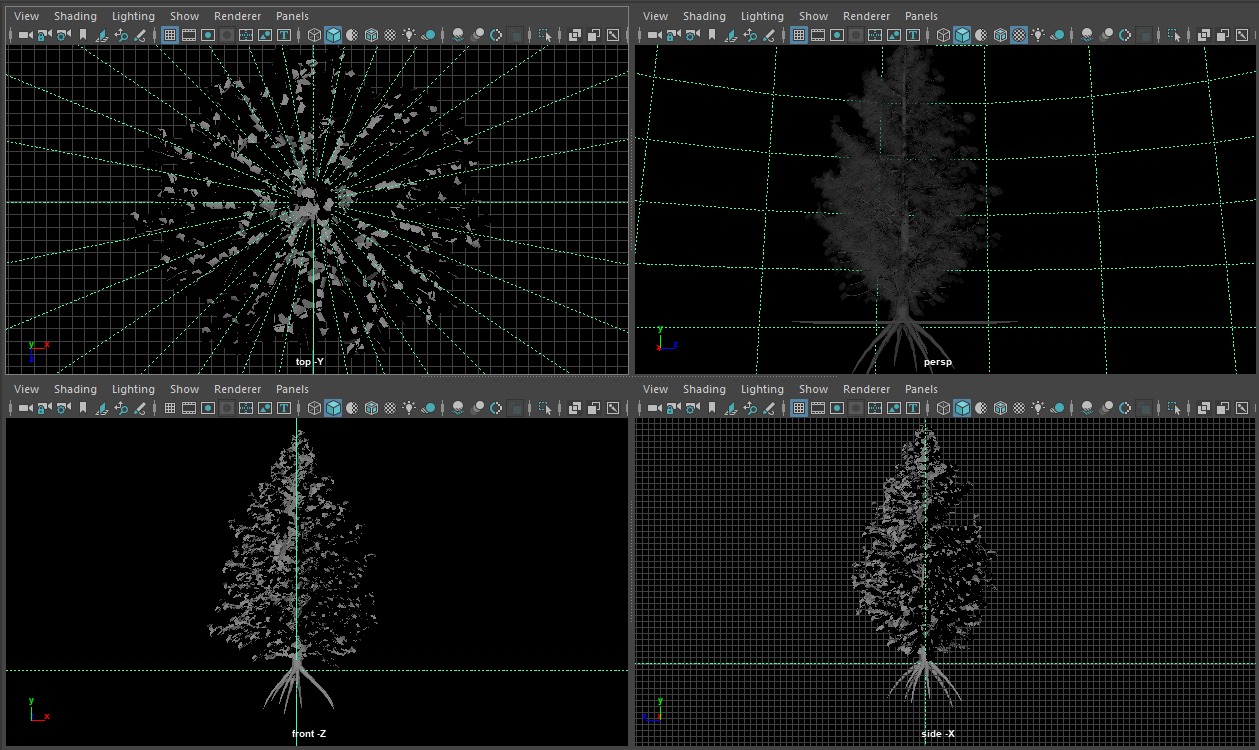 View Shading Lighting Show Renderer Panels
top -Y
y x
z
View Shading Lighting Show Renderer Panels
persp
y
x z
View Shading Lighting Show Renderer Panels
front -Z
y
x
View Shading Lighting Show Renderer Panels
side -X
y
z x